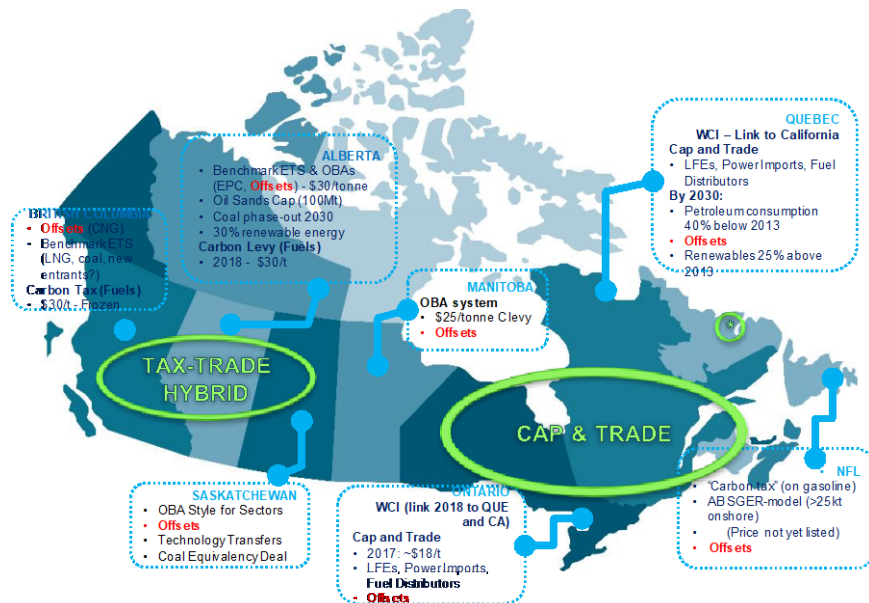 QUEBEC
WCI – Link to California
Cap and Trade
• LFEs, Power Imports, Fuel
Distributors
By 2030:
• Petroleum consumption
40% below 2013
• Offsets
• Renewables 25% above
2013
ALBERTA
• Benchmark ETS & OBAs
(EPC, Offsets) - $30/tonne
• Oil Sands Cap (100Mt)
• Coal phase-out 2030
• 30% renewable energy
Carbon Levy (Fuels)
• 2018 - $30/t
BRITISH COLUMBIA
• Offsets (CNG)
• Benchmark ETS
(LNG, coal, new
entrants?)
Carbon Tax (Fuels)
• $30/t - Frozen
MANITOBA
OBA system
• $25/tonne Clevy
• Offsets
TAX-TRADE
HYBRID
CAP & TRADE
SASKATCHEWAN
• OBA Style for Sectors
• Offsets
• Technology Transfers
• Coal Equivalency Deal
ONTARIO
WCI (link 2018 to QUE
and CA)
Cap and Trade
• 2017: ~$18/t
• LFEs, Power Imports,
Fuel Distributors
• Offsets
NFL
• "Carbon tax" (on gasoline)
• AB SGER-model (>25kt
onshore)
• (Price not yet listed)
• Offsets